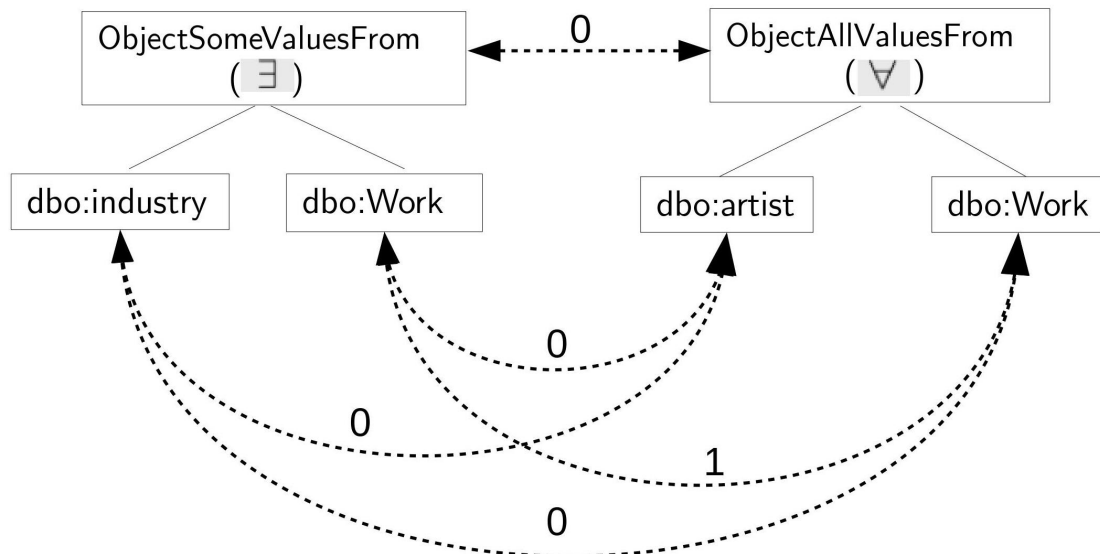 ObjectSomeValuesFrom
(∃)
0
ObjectAllValuesFrom
(∀)
dbo:industry
dbo:Work
dbo:artist
dbo:Work
0
0
1
0